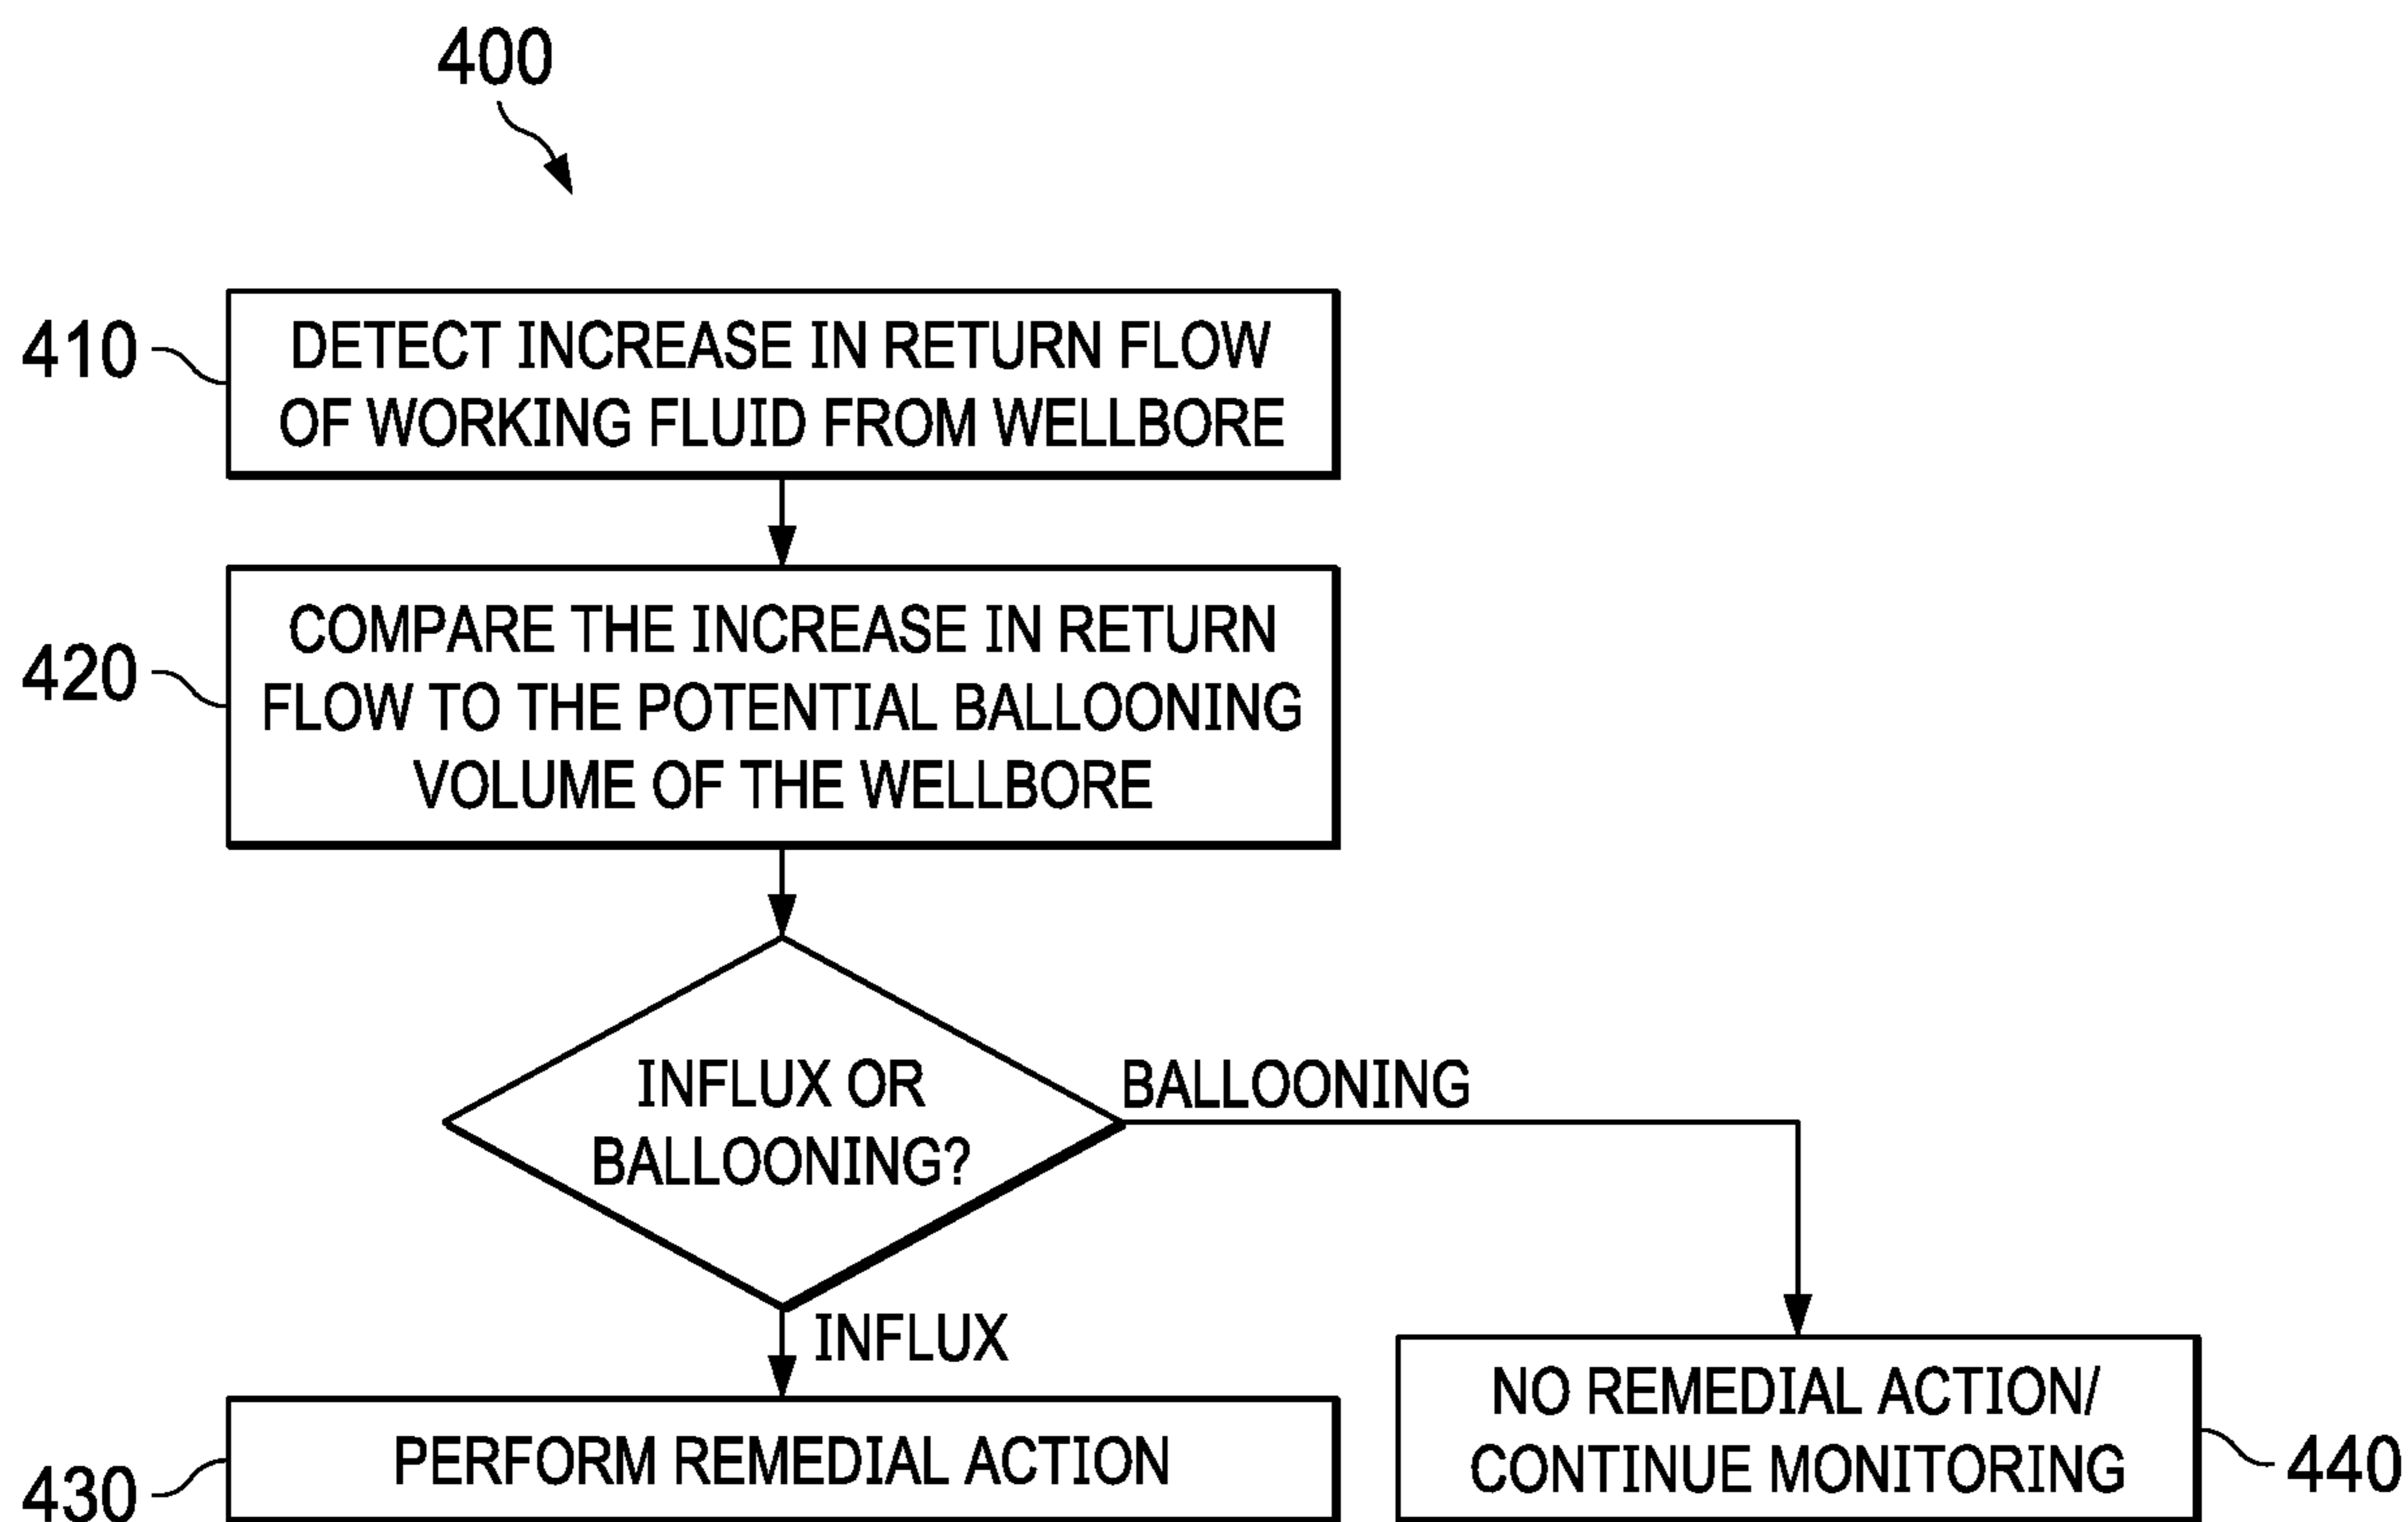 400
410
DETECT INCREASE IN RETURN FLOW
OF WORKING FLUID FROM WELLBORE
420
COMPARE THE INCREASE IN RETURN
FLOW TO THE POTENTIAL BALLOONING
VOLUME OF THE WELLBORE
INFLUX OR
BALLOONING?
BALLOONING
INFLUX
430
PERFORM REMEDIAL ACTION
NO REMEDIAL ACTION/
CONTINUE MONITORING
440